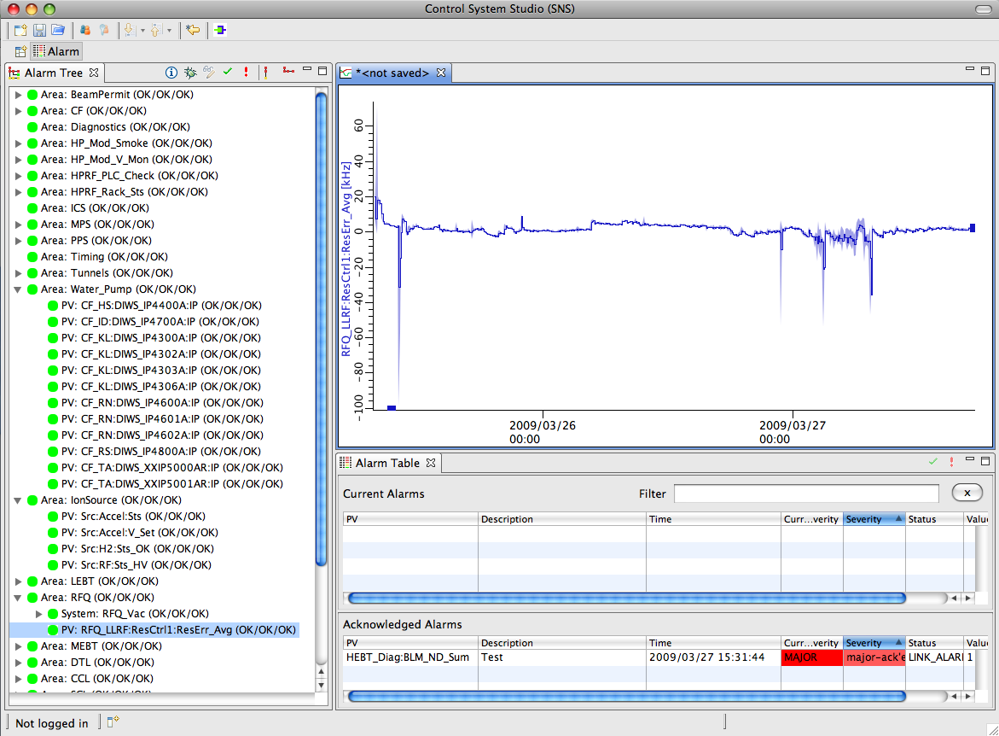 Control System Studio (SNS)
Alarm
Alarm Tree
Area: BeamPermit (OK/OK/OK)
Area: CF (OK/OK/OK)
Area: Diagnostics (OK/OK/OK)
Area: HP_Mod_Smoke (OK/OK/OK)
Area: HP_Mod_V_Mon (OK/OK/OK)
Area: HPRF_PLC_Check (OK/OK/OK)
Area: HPRF_Rack_Sts (OK/OK/OK)
Area: ICS (OK/OK/OK)
Area: MPS (OK/OK/OK)
Area: PPS (OK/OK/OK)
Area: Timing (OK/OK/OK)
Area: Tunnels (OK/OK/OK)
Area: Water_Pump (OK/OK/OK)
PV: CF_HS:DIWS_IP4400A:IP (OK/OK/OK)
PV: CF_ID:DIWS_IP4700A:IP (OK/OK/OK)
PV: CF_KL:DIWS_IP4300A:IP (OK/OK/OK)
PV: CF_KL:DIWS_IP4302A:IP (OK/OK/OK)
PV: CF_KL:DIWS_IP4303A:IP (OK/OK/OK)
PV: CF_KL:DIWS_IP4306A:IP (OK/OK/OK)
PV: CF_RN:DIWS_IP4600A:IP (OK/OK/OK)
PV: CF_RN:DIWS_IP4601A:IP (OK/OK/OK)
PV: CF_RN:DIWS_IP4602A:IP (OK/OK/OK)
PV: CF_RS:DIWS_IP4800A:IP (OK/OK/OK)
PV: CF_TA:DIWS_XXIP5000AR:IP (OK/OK/OK)
PV: CF_TA:DIWS_XXIP5001AR:IP (OK/OK/OK)
Area: IonSource (OK/OK/OK)
PV: Src:Accel:Sts (OK/OK/OK)
PV: Src:Accel:V_Set (OK/OK/OK)
PV: Src:H2:Sts_OK (OK/OK/OK)
PV: Src:RF:Sts_HV (OK/OK/OK)
Area: LEBT (OK/OK/OK)
Area: RFQ (OK/OK/OK)
System: RFQ_Vac (OK/OK/OK)
PV: RFQ_LLRF:ResCtrl1:ResErr_Avg (OK/OK/OK)
Area: MEBT (OK/OK/OK)
Area: DTL (OK/OK/OK)
Area: CCL (OK/OK/OK)
*<not saved>
RFQ_LLRF:ResCtrl1:ResErr_Avg [kHz]
60
40
20
0
-20
-40
-60
-80
-100
2009/03/26 2009/03/27
00:00 00:00
Alarm Table
Current Alarms Filter x
PV Description Time Curr...verity Severity Status Value
Acknowledged Alarms
PV Description Time Curr...verity Severity Status Value
HEBT_Diag:BLM_ND_Sum Test 2009/03/27 15:31:44 MAJOR major-ack'e LINK_ALARI 1
Not logged in